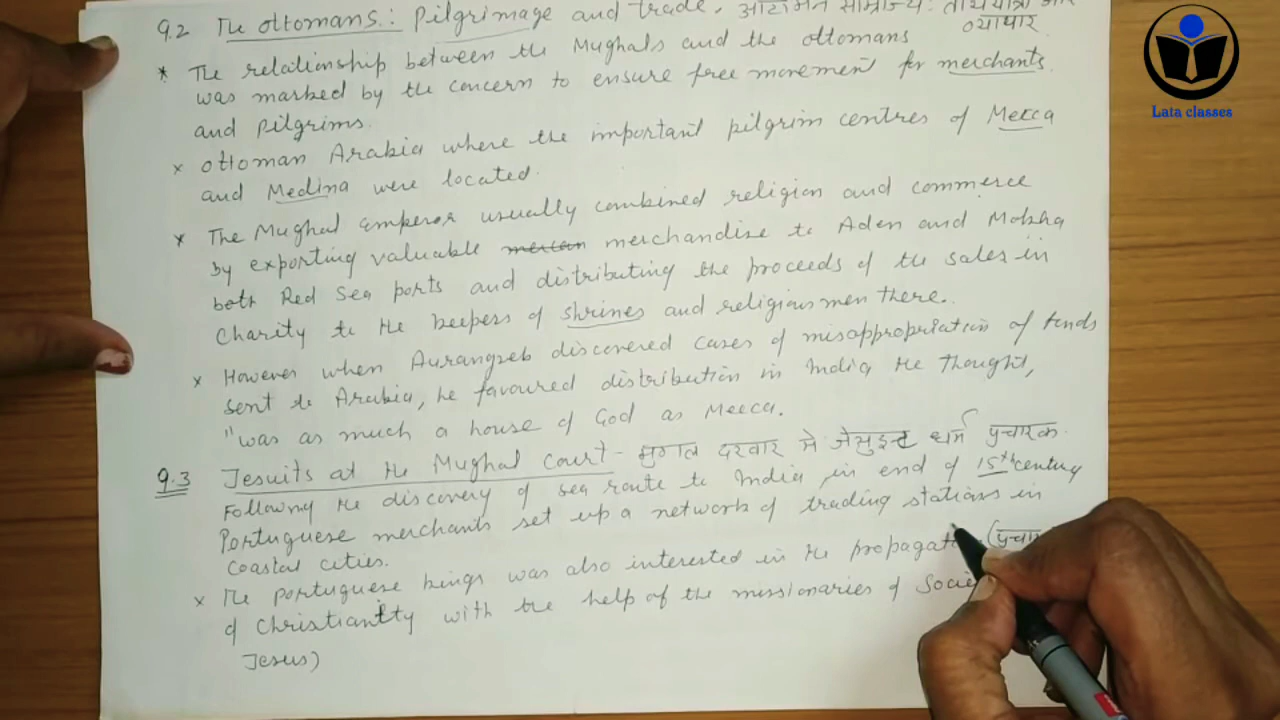 9.2 The Ottomans: Pilgrimage and trade. आटोमन साम्राज्य: तीर्थयात्रा और
व्यापार
* The relationship between the Mughals and the ottomans
was marked by the concern to ensure free movement for merchants
and pilgrims.
x Ottoman Arabia where the important pilgrim centres of Mecca
and Medina were located.
* The Mughal emperor usually combined religion and commerce
by exporting valuable merchandise to Aden and Mokha
both Red Sea ports and distributing the proceeds of the sales in
Charity to the keepers of shrines and religious men there.
x However when Aurangzeb discovered cases of misappropriation of funds
sent to Arabia, he favoured distribution in India he thought,
"was as much a house of God as Mecca.
9.3 Jesuits at the Mughal Court - मुगल दरबार मे जेसुइट धर्म प्रचारक
Following the discovery of sea route to India, in end of 15th century
Portuguese merchants set up a network of trading stations in
coastal cities.
x The Portuguese kings was also interested in the propagat (प्रचार
of Christiantity with the help of the missionaries of Socie
Jesus)
Lata classes